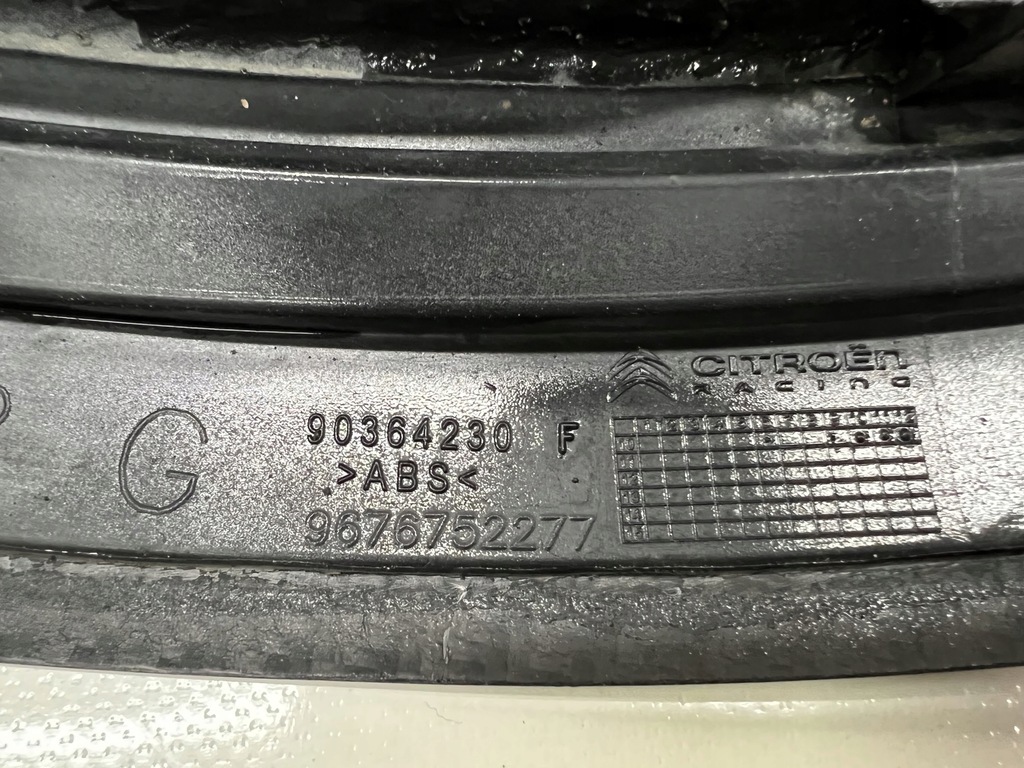 CITROËN
RACING
G
90364230 F
>ABS<
9676752277